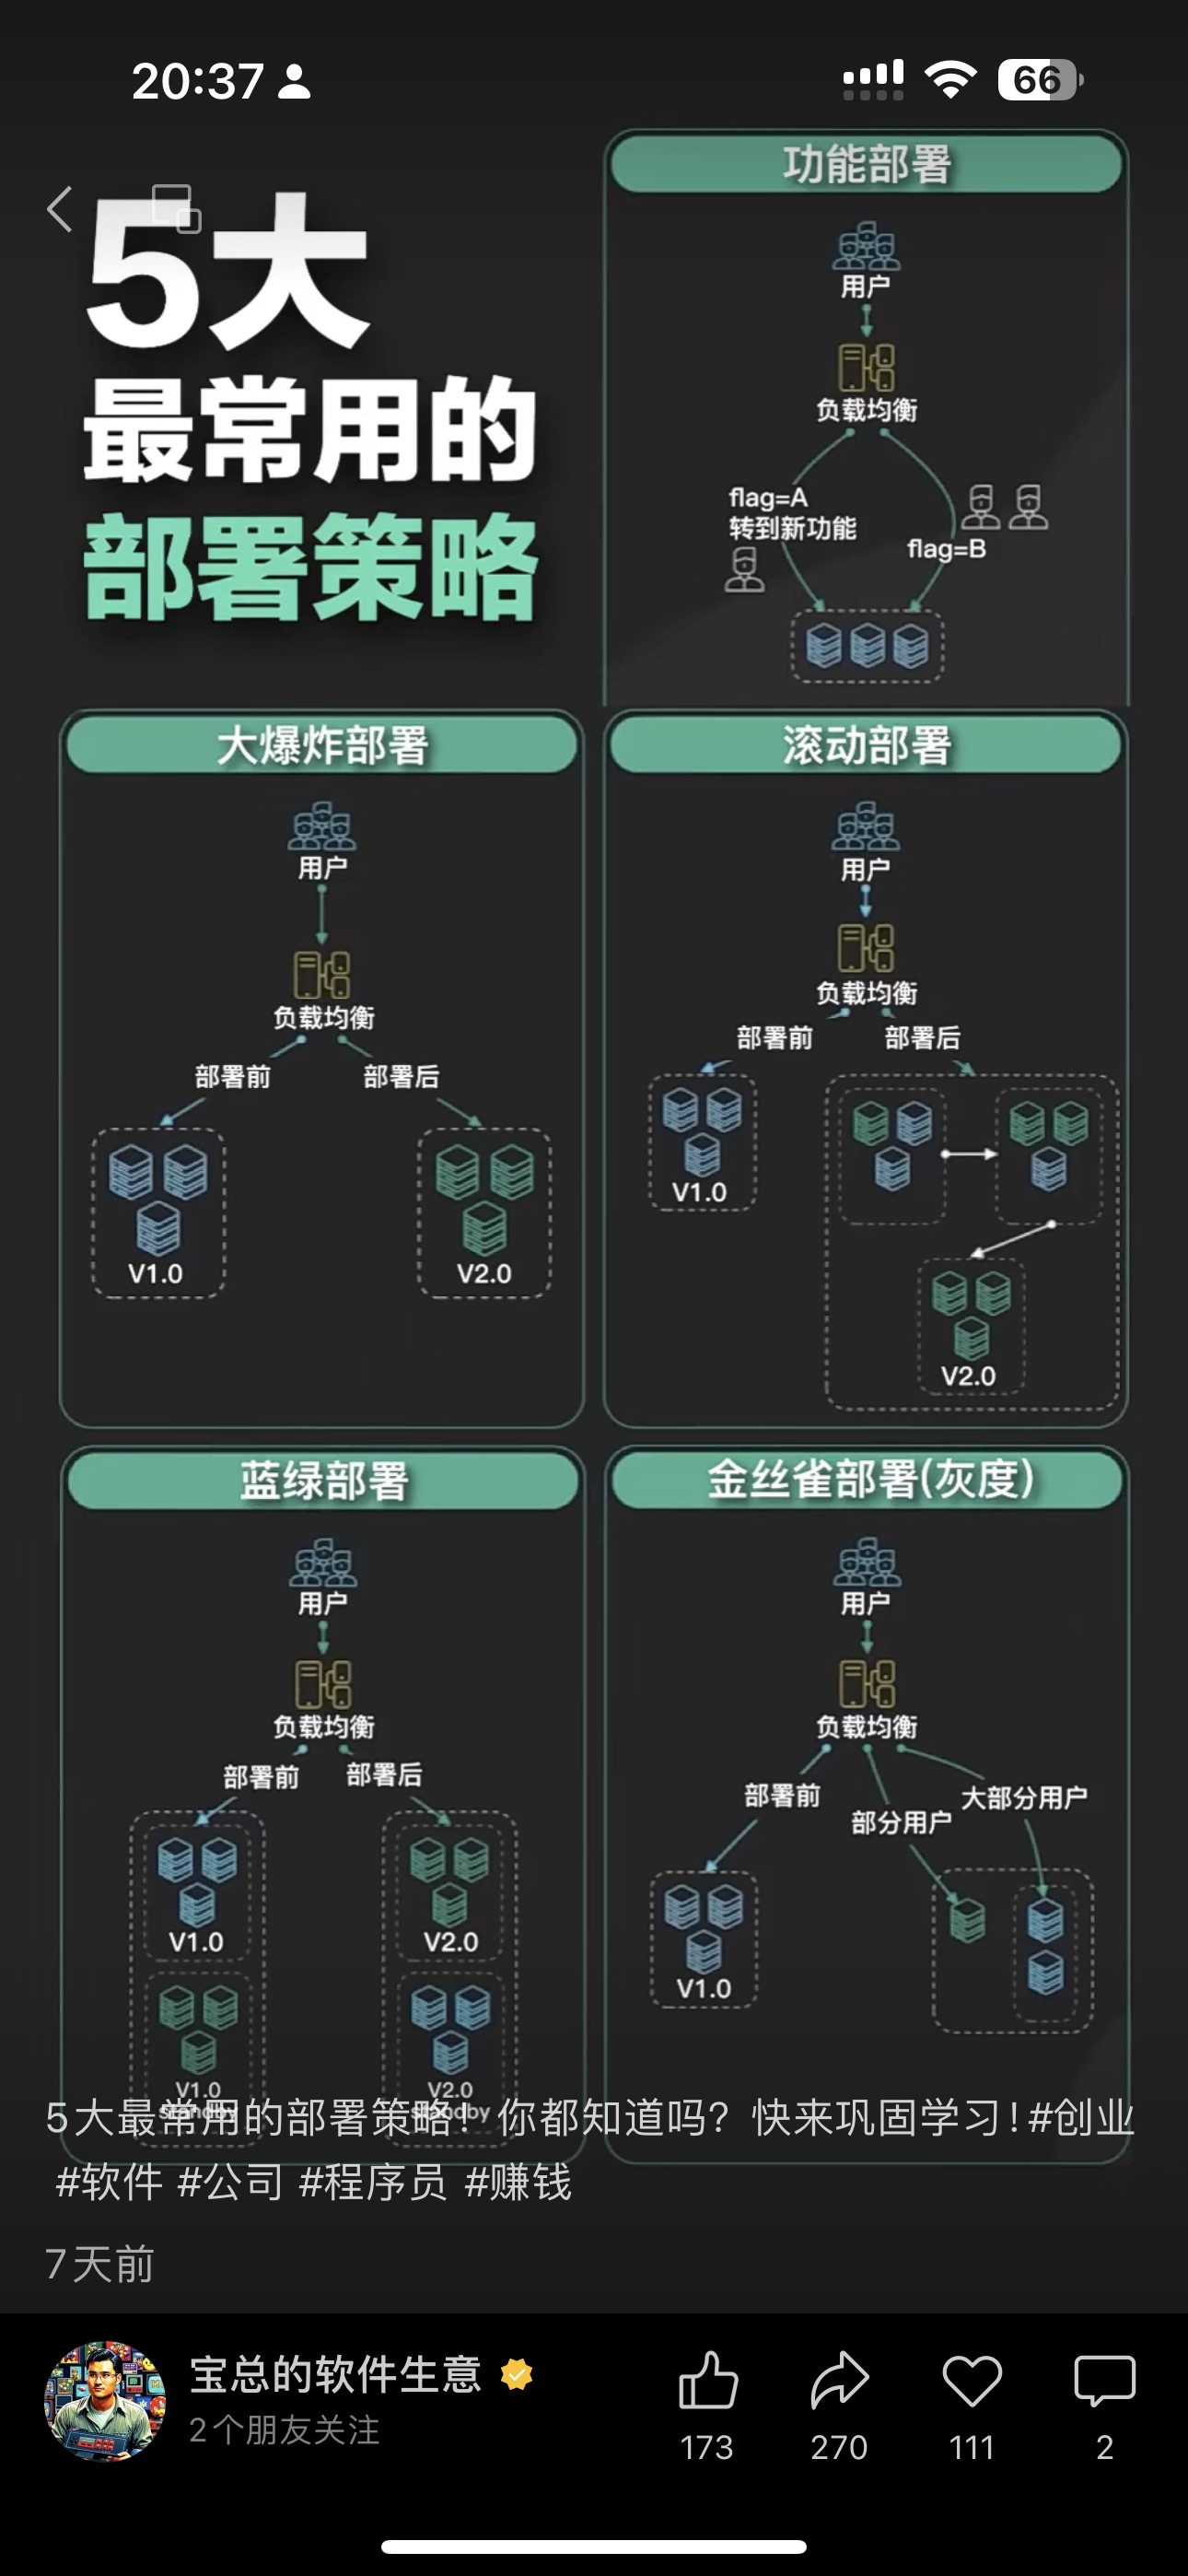 20:37
66
5大
最常用的
部署策略
功能部署
用户
负载均衡
flag=A
转到新功能
flag=B
大爆炸部署
用户
负载均衡
部署前
部署后
V1.0
V2.0
滚动部署
用户
负载均衡
部署前
部署后
V1.0
V2.0
蓝绿部署
用户
负载均衡
部署前
部署后
V1.0
V2.0
V1.0
standby
V2.0
standby
金丝雀部署(灰度)
用户
负载均衡
部署前
部分用户
大部分用户
V1.0
5大最常用的部署策略！你都知道吗？快来巩固学习！#创业
#软件 #公司 #程序员 #赚钱
7天前
宝总的软件生意
2个朋友关注
173
270
111
2